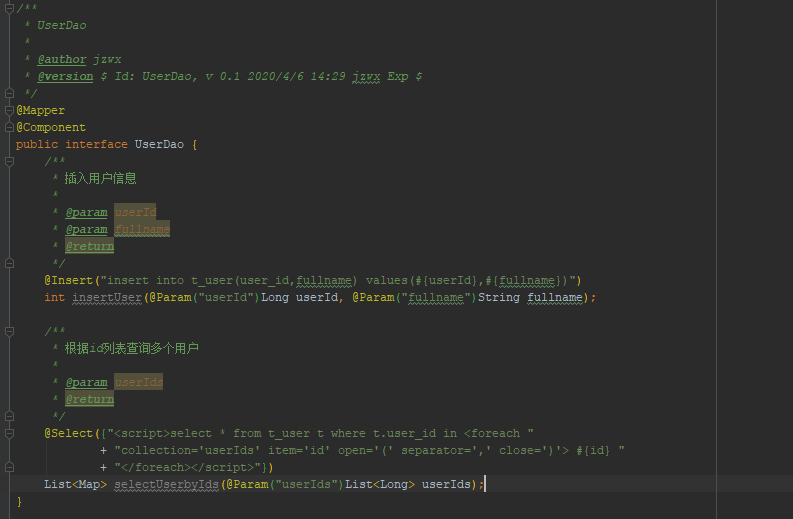 /**
 * UserDao
 *
 * @author jzwx
 * @version $ Id: UserDao, v 0.1 2020/4/6 14:29 jzwx Exp $
 */
@Mapper
@Component
public interface UserDao {
    /**
     * 插入用户信息
     *
     * @param userId
     * @param fullname
     * @return
     */
    @Insert("insert into t_user(user_id,fullname) values(#{userId},#{fullname})")
    int insertUser(@Param("userId")Long userId, @Param("fullname")String fullname);

    /**
     * 根据id列表查询多个用户
     *
     * @param userIds
     * @return
     */
    @Select({"<script>select * from t_user t where t.user_id in <foreach "
            + "collection='userIds' item='id' open='(' separator=',' close=')'> #{id} "
            + "</foreach></script>"})
    List<Map> selectUserbyIds(@Param("userIds")List<Long> userIds);
}